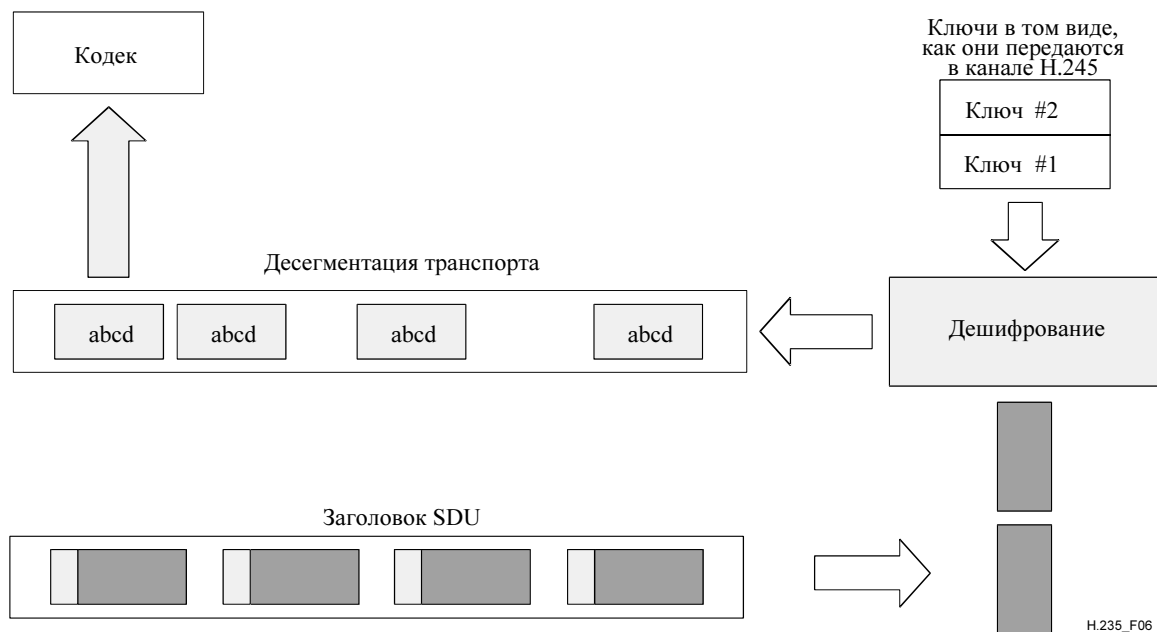 Кодек
Ключи в том виде,
как они передаются
в канале H.245
Ключ #2
Ключ #1
Десегментация транспорта
abcd abcd abcd abcd
Дешифрование
Заголовок SDU
H.235_F06